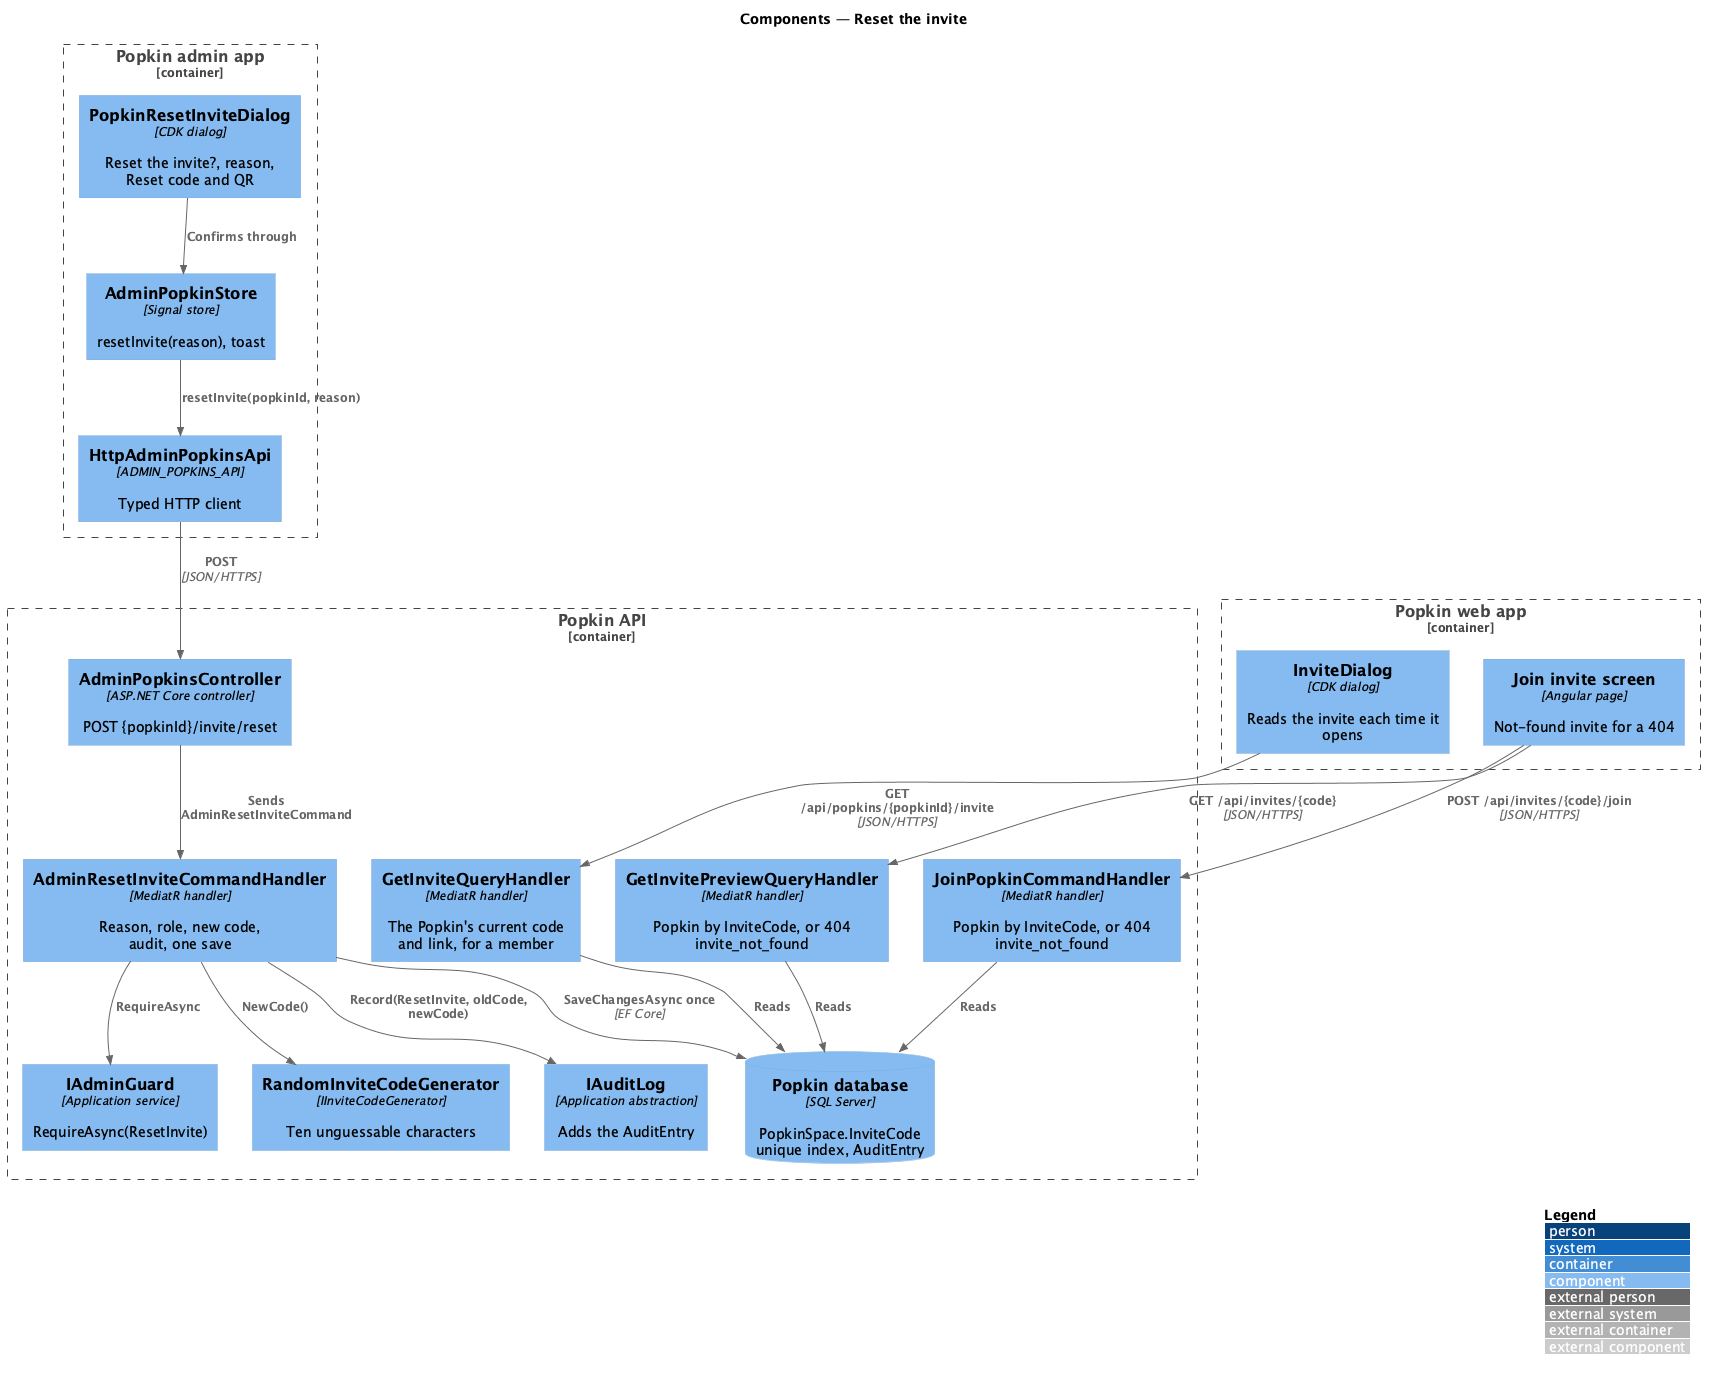 Components — Reset the invite
Popkin admin app
[container]
PopkinResetInviteDialog
[CDK dialog]
Reset the invite?, reason,
Reset code and QR
Confirms through
AdminPopkinStore
[Signal store]
resetInvite(reason), toast
resetInvite(popkinId, reason)
HttpAdminPopkinsApi
[ADMIN_POPKINS_API]
Typed HTTP client
POST
[JSON/HTTPS]
Popkin API
[container]
Popkin web app
[container]
AdminPopkinsController
[ASP.NET Core controller]
POST {popkinId}/invite/reset
InviteDialog
[CDK dialog]
Reads the invite each time it
opens
Join invite screen
[Angular page]
Not-found invite for a 404
Sends
AdminResetInviteCommand
GET
/api/popkins/{popkinId}/invite
[JSON/HTTPS]
GET /api/invites/{code}
[JSON/HTTPS]
POST /api/invites/{code}/join
[JSON/HTTPS]
AdminResetInviteCommandHandler
[MediatR handler]
Reason, role, new code,
audit, one save
GetInviteQueryHandler
[MediatR handler]
The Popkin's current code
and link, for a member
GetInvitePreviewQueryHandler
[MediatR handler]
Popkin by InviteCode, or 404
invite_not_found
JoinPopkinCommandHandler
[MediatR handler]
Popkin by InviteCode, or 404
invite_not_found
RequireAsync
NewCode()
Record(ResetInvite, oldCode,
newCode)
SaveChangesAsync once
[EF Core]
Reads
Reads
Reads
IAdminGuard
[Application service]
RequireAsync(ResetInvite)
RandomInviteCodeGenerator
[IInviteCodeGenerator]
Ten unguessable characters
IAuditLog
[Application abstraction]
Adds the AuditEntry
Popkin database
[SQL Server]
PopkinSpace.InviteCode
unique index, AuditEntry
Legend
person
system
container
component
external person
external system
external container
external component